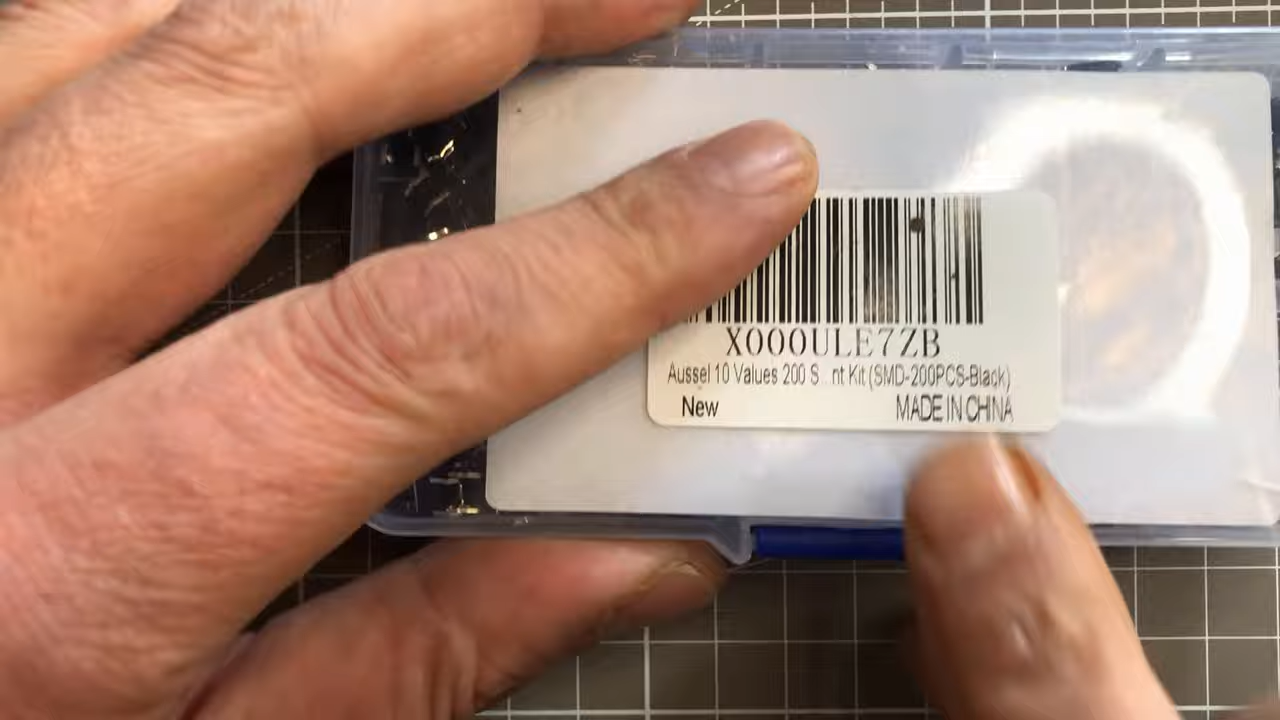 X000ULE7ZB
Aussel 10 Values 200 S...nt Kit (SMD-200PCS-Black)
New
MADE IN CHINA